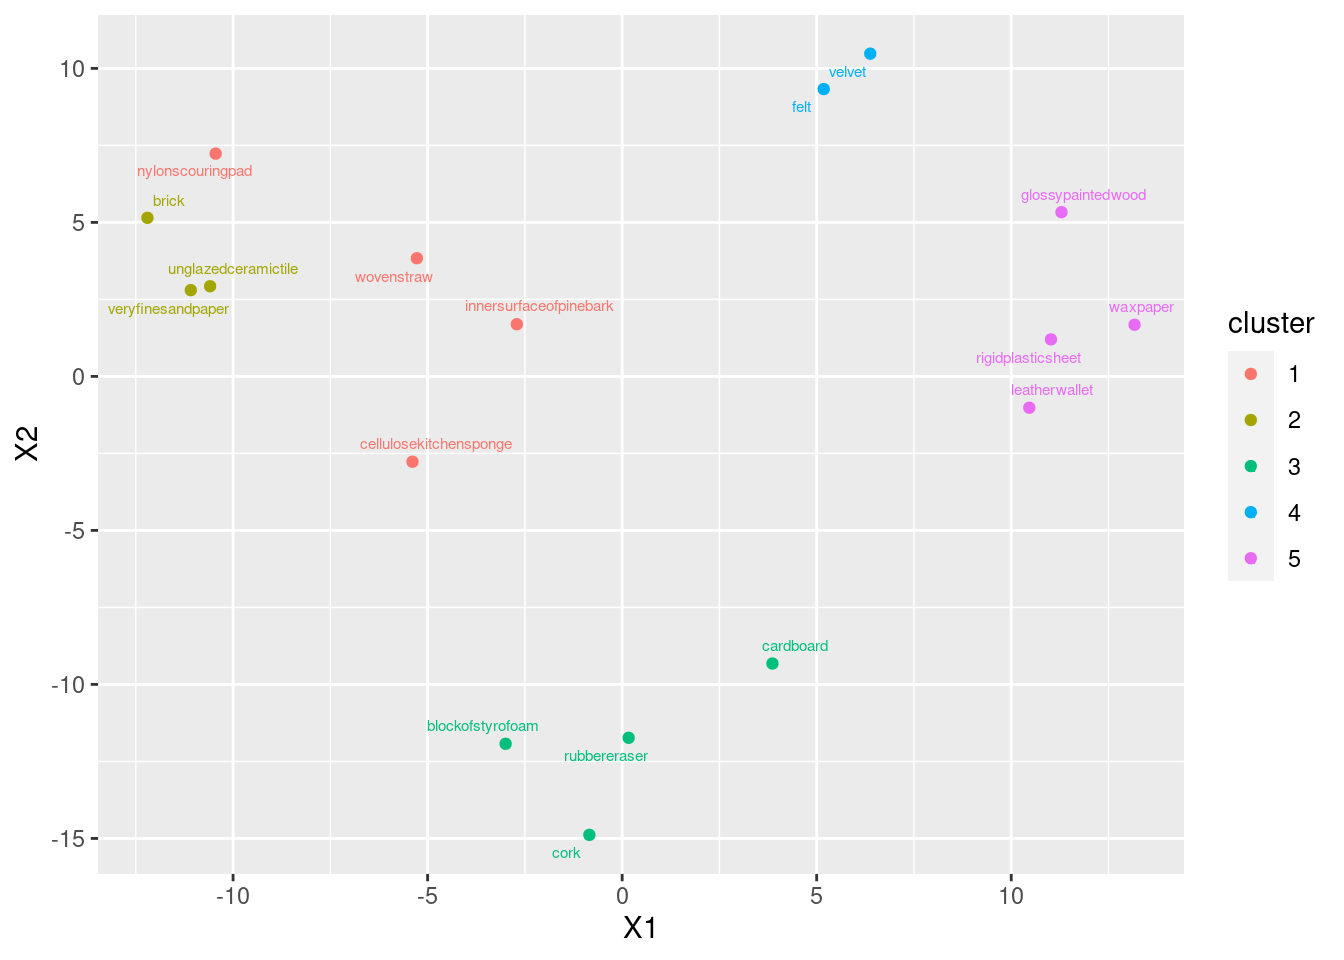 10
velvet
felt
nylonscouringpad
brick
glossypaintedwood
5
unglazedceramictile
wovenstraw
veryfinesandpaper
innersurfaceofpinebark
waxpaper
rigidplasticsheet
0
leatherwallet
cellulosekitchensponge
-5
cardboard
-10
blockofstyrofoam
rubbereraser
-15
cork
-10 -5 0 5 10
X1
X2
cluster
1
2
3
4
5